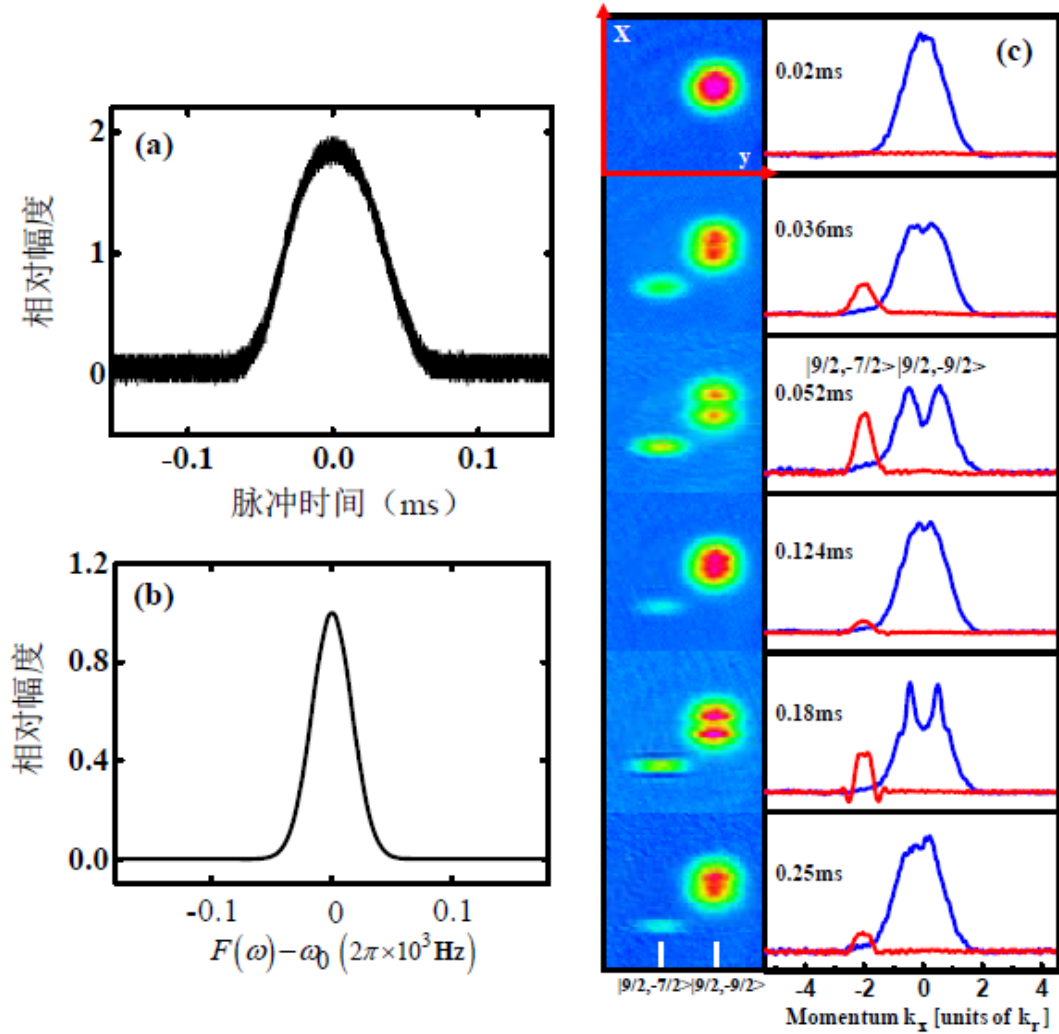 (a)
2
1
0
相对幅度
-0.1
0.0
0.1
脉冲时间（ms）
(b)
1.2
0.8
0.4
0.0
相对幅度
-0.1
0
0.1
F(ω)−ω₀ (2π×10³Hz)
X
y
(c)
0.02ms
0.036ms
|9/2,-7/2>|9/2,-9/2>
0.052ms
0.124ms
0.18ms
0.25ms
|9/2,-7/2>|9/2,-9/2>
-4
-2
0
2
4
Momentum kₓ [units of kᵣ]